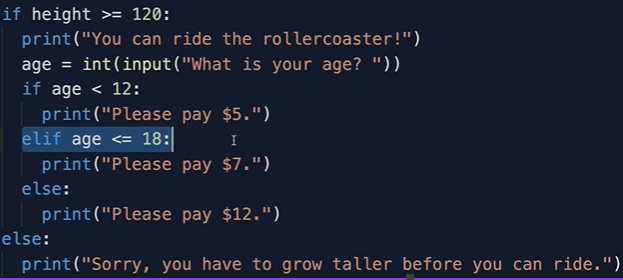 if height >= 120:
  print("You can ride the rollercoaster!")
  age = int(input("What is your age? "))
  if age < 12:
    print("Please pay $5.")
  elif age <= 18:
    print("Please pay $7.")
  else:
    print("Please pay $12.")
else:
  print("Sorry, you have to grow taller before you can ride.")